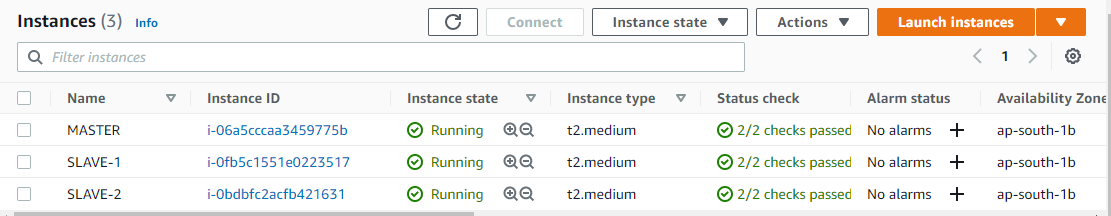 Instances (3) Info Connect Instance state Actions Launch instances
Filter instances 1
Name Instance ID Instance state Instance type Status check Alarm status Availability Zone
MASTER i-06a5cccaa3459775b Running t2.medium 2/2 checks passed No alarms ap-south-1b
SLAVE-1 i-0fb5c1551e0223517 Running t2.medium 2/2 checks passed No alarms ap-south-1b
SLAVE-2 i-0bdbfc2acfb421631 Running t2.medium 2/2 checks passed No alarms ap-south-1b